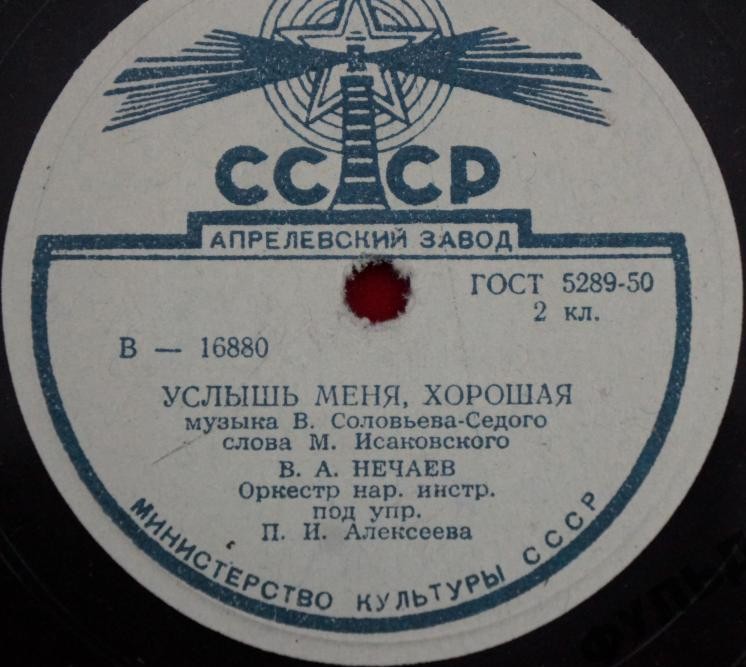 СССР
АПРЕЛЕВСКИЙ ЗАВОД
ГОСТ 5289-50
2 кл.
В — 16880
УСЛЫШЬ МЕНЯ, ХОРОШАЯ
музыка В. Соловьева-Седого
слова М. Исаковского
В. А. НЕЧАЕВ
Оркестр нар. инстр.
под упр.
П. И. Алексеева
МИНИСТЕРСТВО КУЛЬТУРЫ СССР